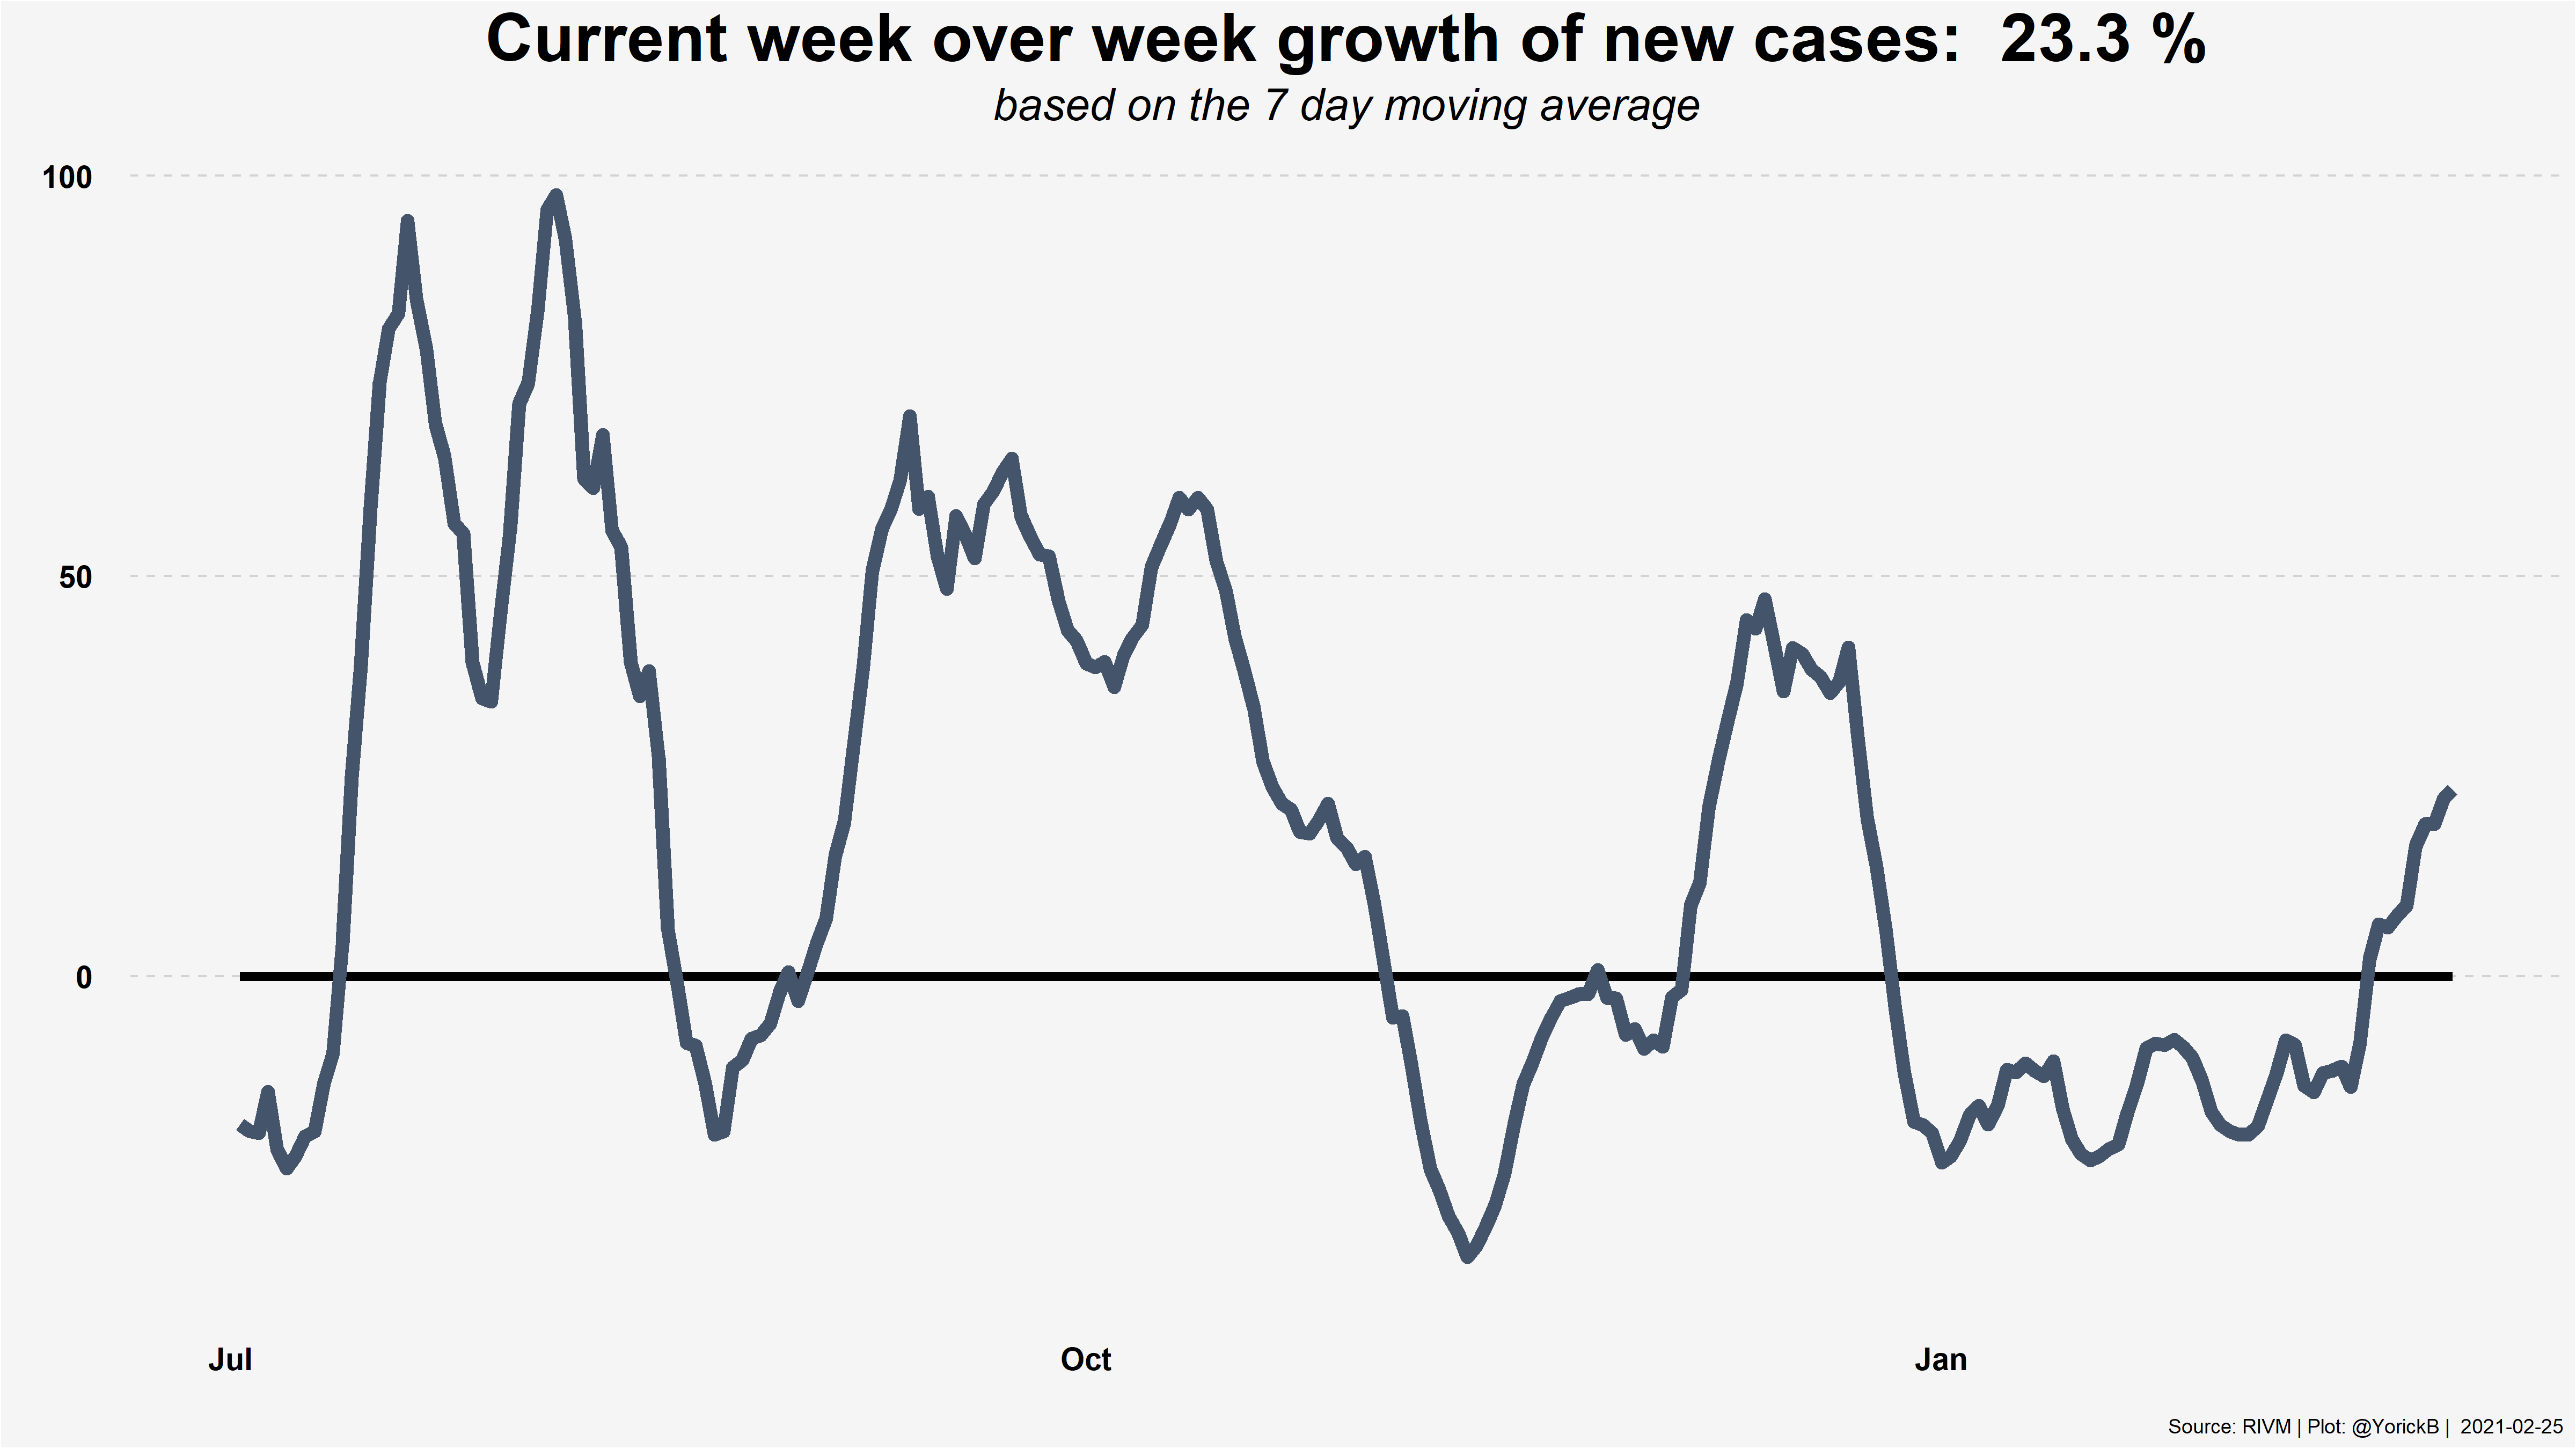 Current week over week growth of new cases:  23.3 %
based on the 7 day moving average
100
50
0
Jul Oct Jan
Source: RIVM | Plot: @YorickB |  2021-02-25